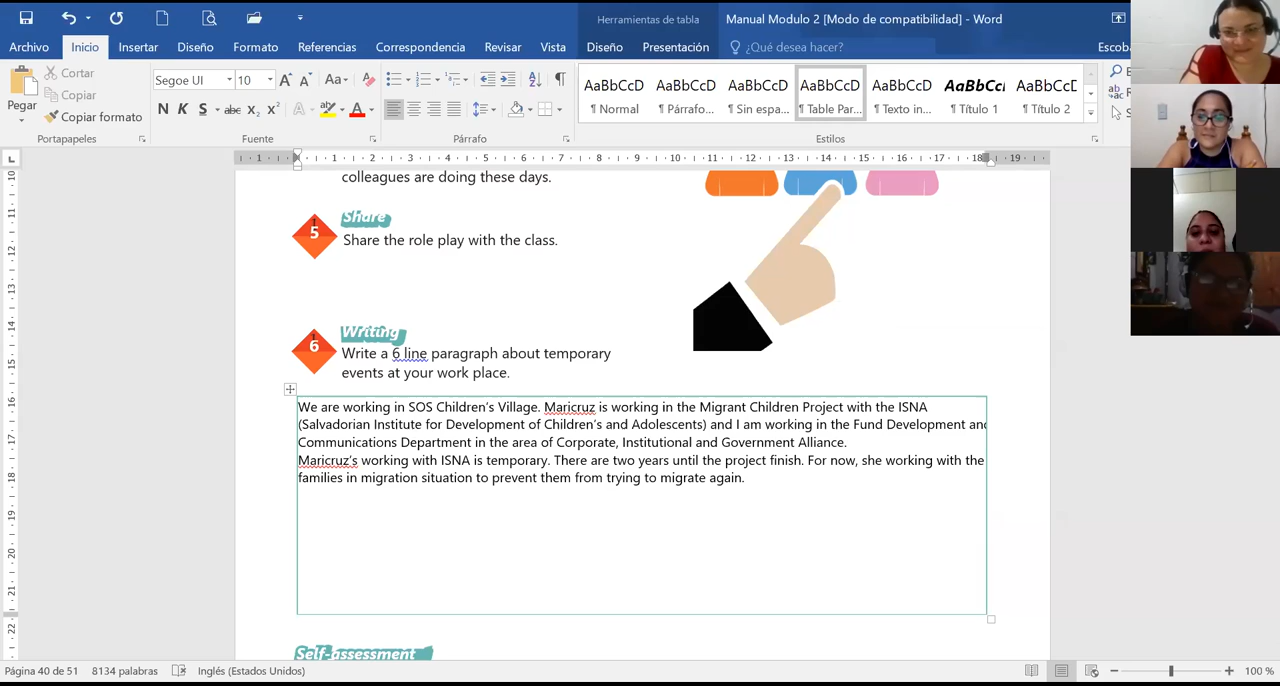 Herramientas de tabla
Manual Modulo 2 [Modo de compatibilidad] - Word
Archivo Inicio Insertar Diseño Formato Referencias Correspondencia Revisar Vista Diseño Presentación ¿Qué desea hacer? Escoba
Pegar
Cortar
Copiar
Copiar formato
Portapapeles
Segoe UI 10
N K S abc X₂ X²
Fuente
Párrafo
AaBbCcD AaBbCcD AaBbCcD AaBbCcD AaBbCcD AaBbCc AaBbCcD
¶ Normal ¶ Párrafo... ¶ Sin espa... ¶ Table Par... ¶ Texto in... ¶ Título 1 ¶ Título 2
Estilos
colleagues are doing these days.
5 Share
Share the role play with the class.
6 Writing
Write a 6 line paragraph about temporary
events at your work place.
We are working in SOS Children’s Village. Maricruz is working in the Migrant Children Project with the ISNA
(Salvadorian Institute for Development of Children’s and Adolescents) and I am working in the Fund Development and
Communications Department in the area of Corporate, Institutional and Government Alliance.
Maricruz’s working with ISNA is temporary. There are two years until the project finish. For now, she working with the
families in migration situation to prevent them from trying to migrate again.
Self-assessment
Página 40 de 51 8134 palabras Inglés (Estados Unidos) 100 %